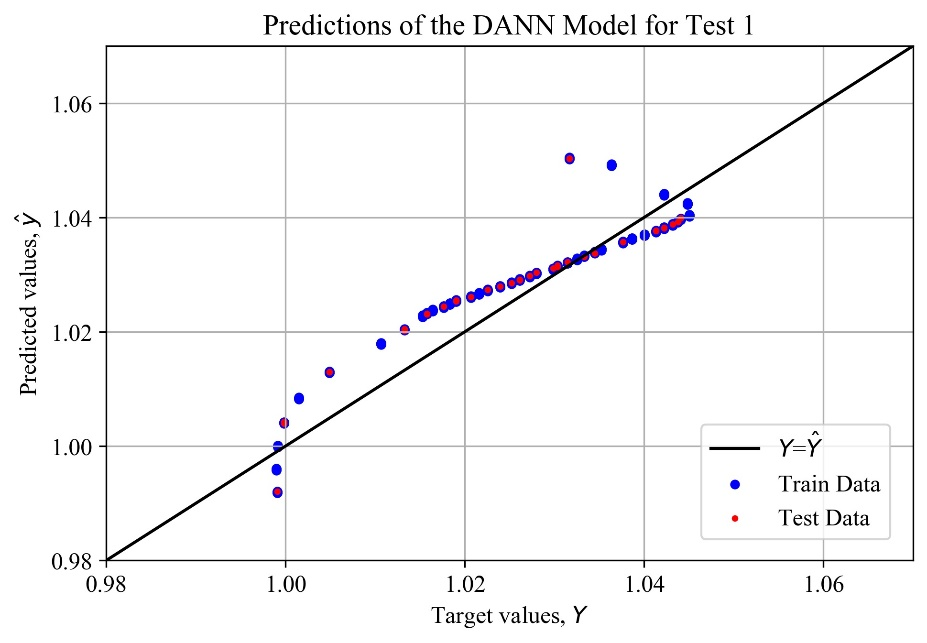 Predictions of the DANN Model for Test 1
Predicted values, ŷ
1.06
1.04
1.02
1.00
0.98
0.98 1.00 1.02 1.04 1.06
Target values, Y
Y=Ŷ
Train Data
Test Data